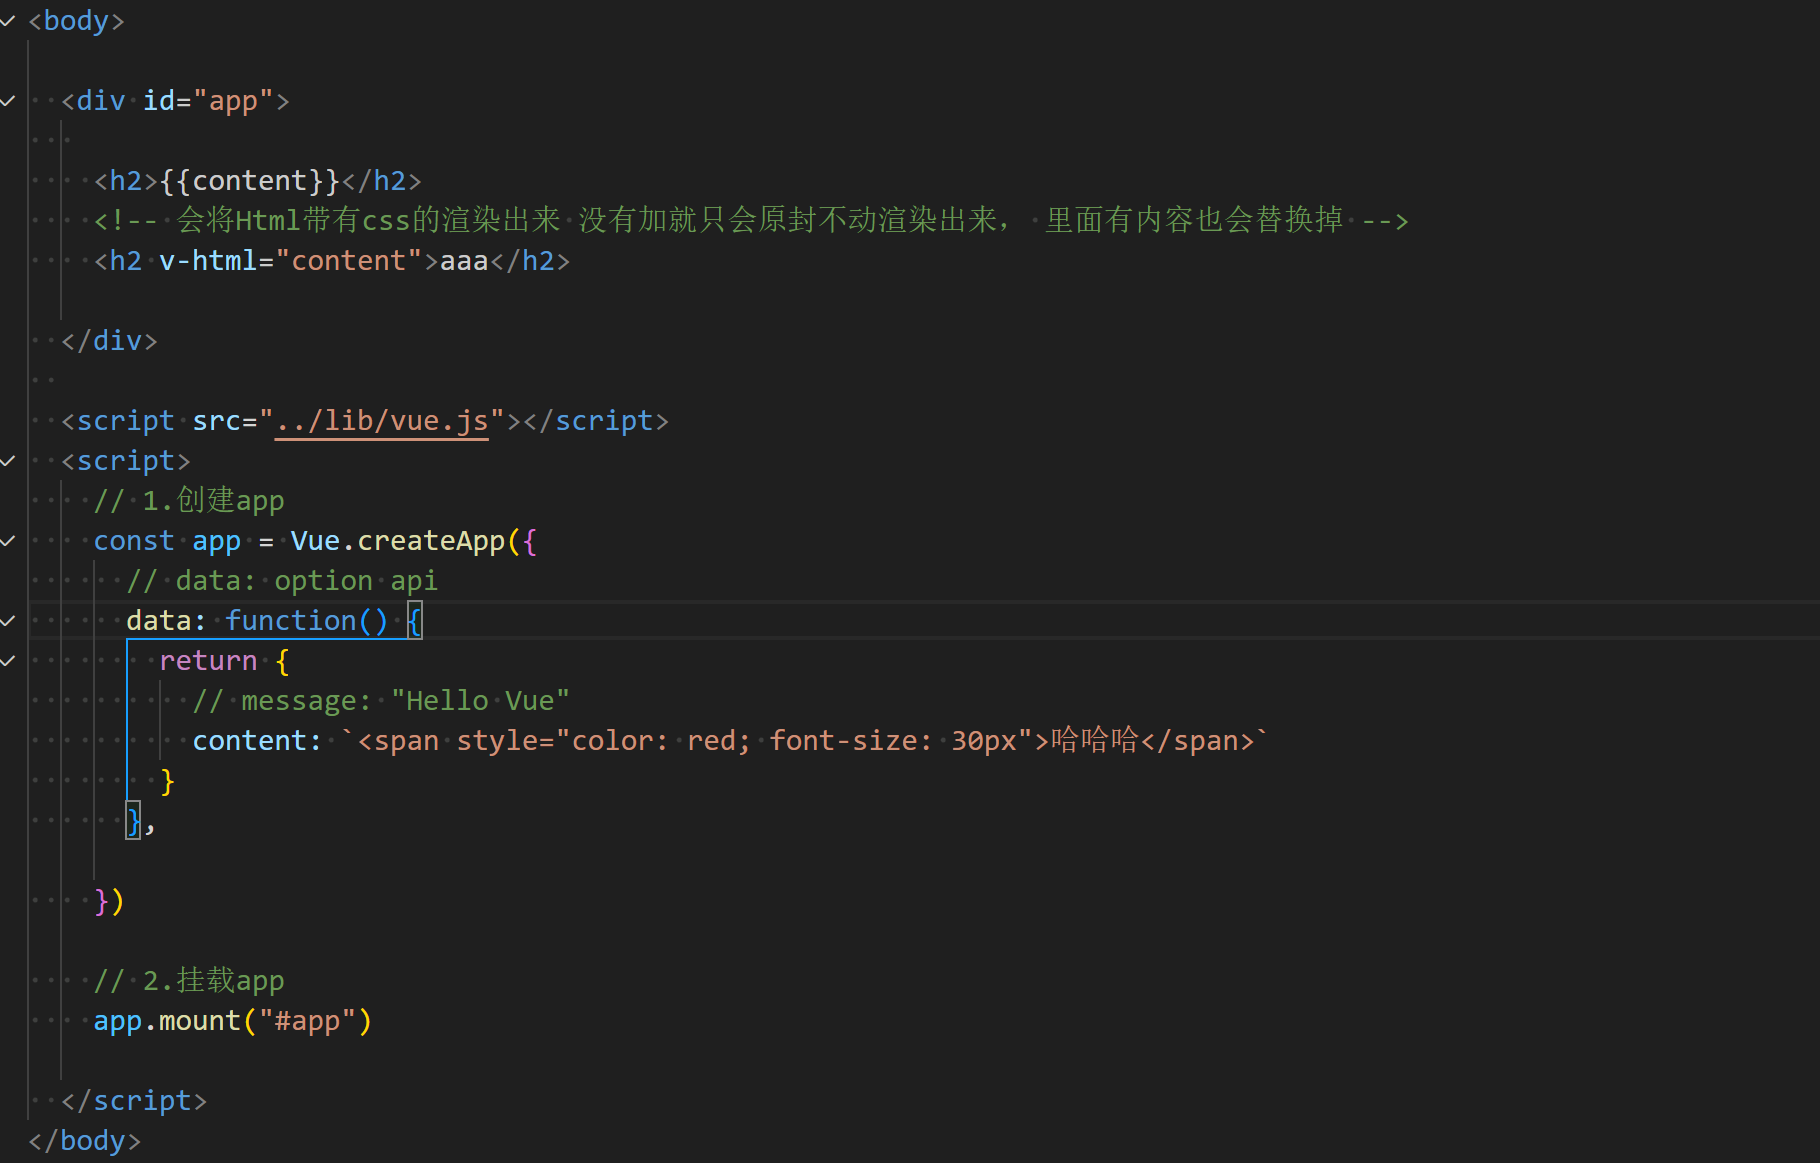 <body>
<div id="app">
<h2>{{content}}</h2>
<!-- 会将Html带有css的渲染出来 没有加就只会原封不动渲染出来， 里面有内容也会替换掉 -->
<h2 v-html="content">aaa</h2>
</div>
<script src="../lib/vue.js"></script>
<script>
// 1.创建app
const app = Vue.createApp({
// data: option api
data: function() {
return {
// message: "Hello Vue"
content: `<span style="color: red; font-size: 30px">哈哈哈</span>`
}
},
})
// 2.挂载app
app.mount("#app")
</script>
</body>